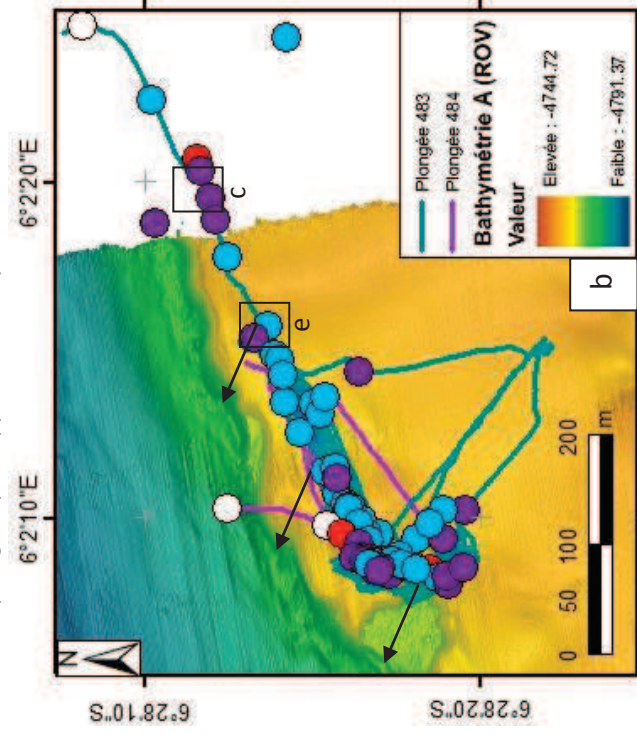 6°2'10"E
6°2'20"E
6°28'10"S
6°28'20"S
N
c
e
0 50 100 200
m
b
Plongée 483
Plongée 484
Bathymétrie A (ROV)
Valeur
Elevée : -4744.72
Faible : -4791.37